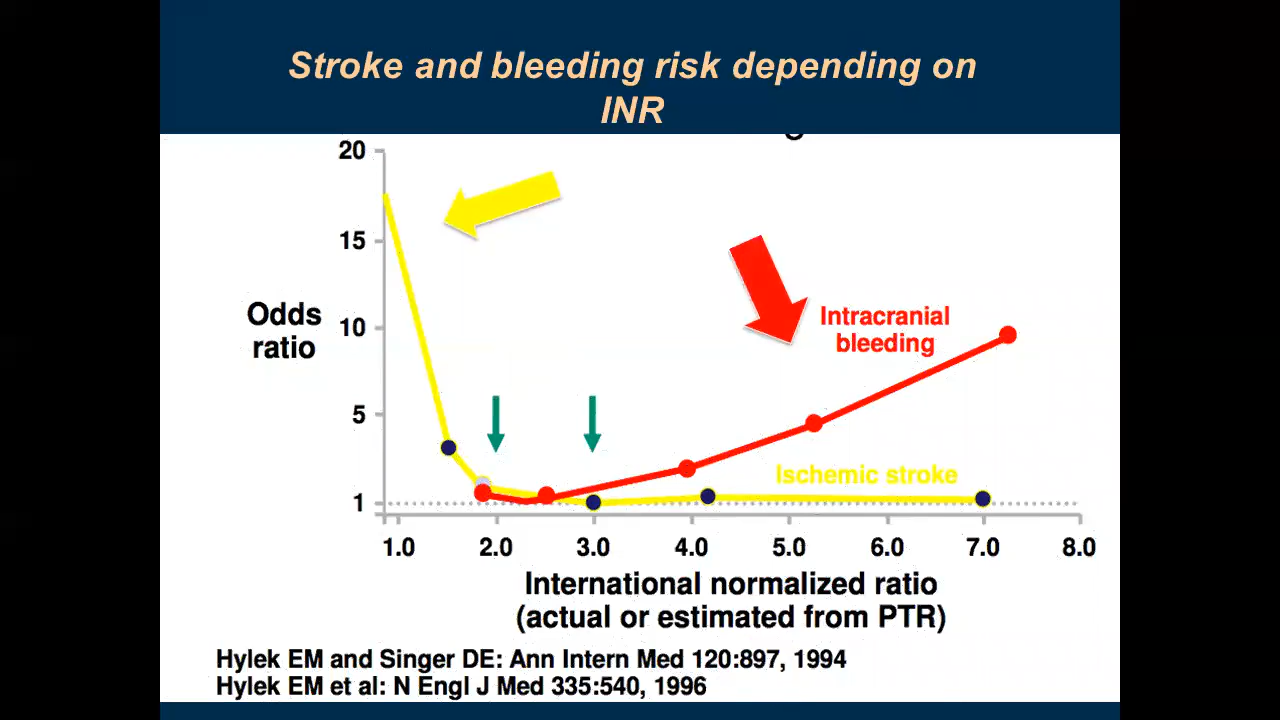 Stroke and bleeding risk depending on
INR
20
15
Odds
ratio
10
5
1
Intracranial
bleeding
Ischemic stroke
1.0 2.0 3.0 4.0 5.0 6.0 7.0 8.0
International normalized ratio
(actual or estimated from PTR)
Hylek EM and Singer DE: Ann Intern Med 120:897, 1994
Hylek EM et al: N Engl J Med 335:540, 1996